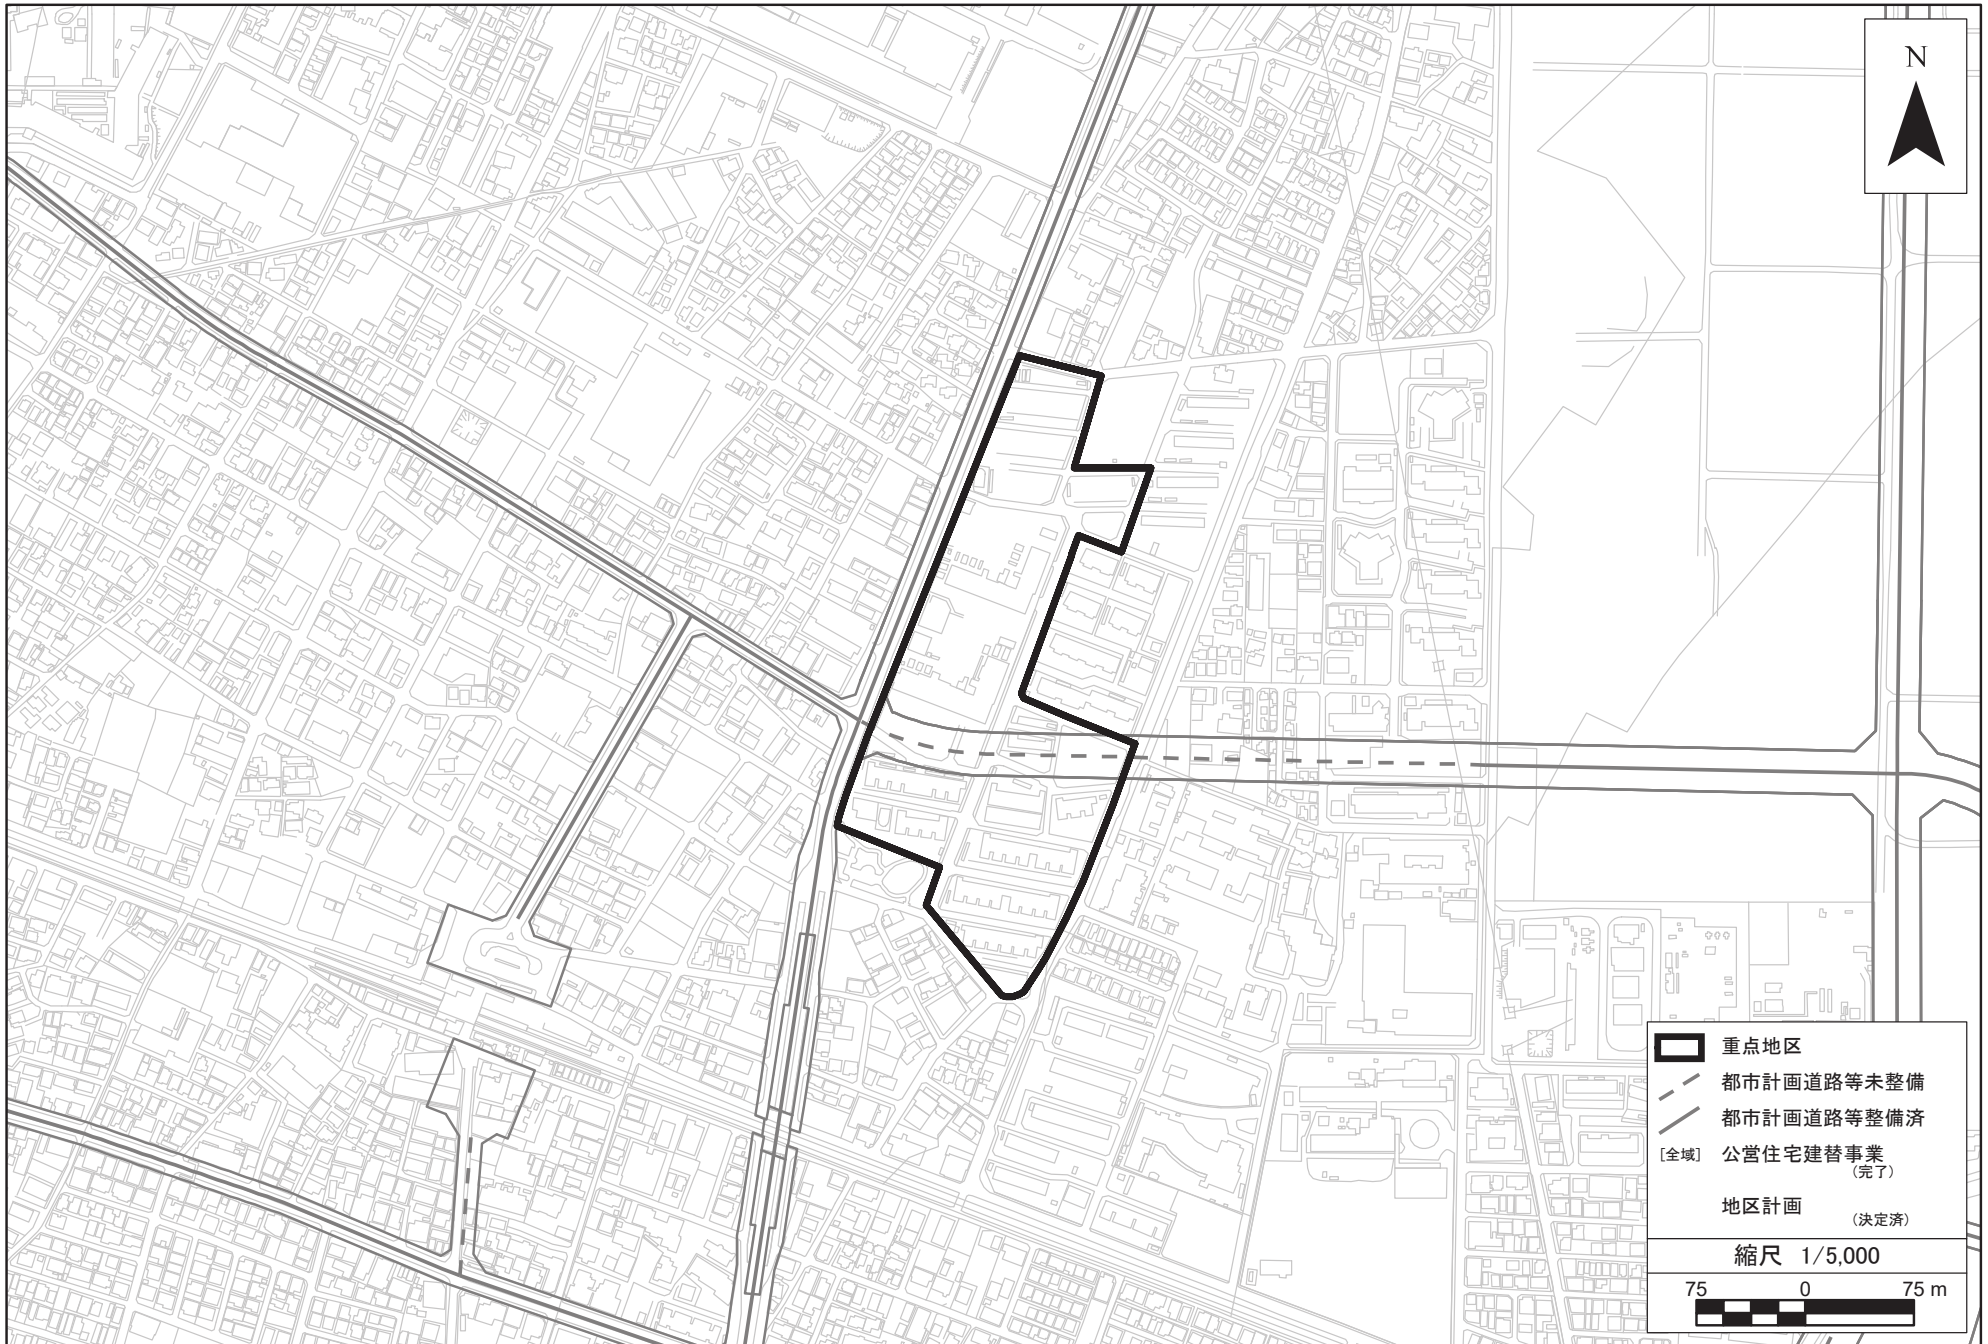 N
重点地区
都市計画道路等未整備
都市計画道路等整備済
[全域] 公営住宅建替事業
(完了)
地区計画
(決定済)
縮尺 1/5,000
75 0 75 m